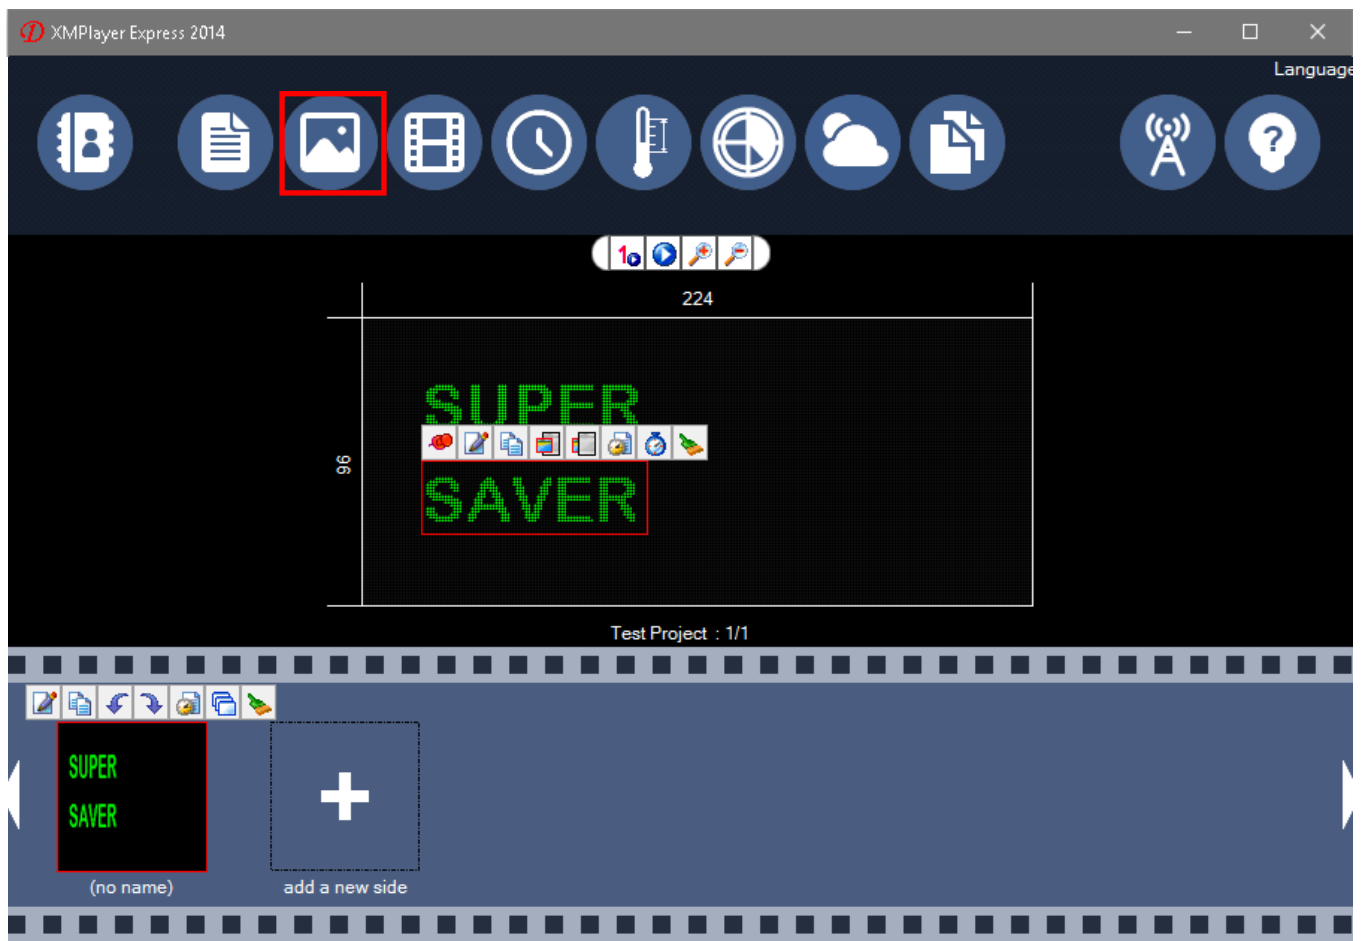 XMPlayer Express 2014
Language
1
224
SUPER
96
SAVER
Test Project : 1/1
SUPER
SAVER
(no name)
add a new side